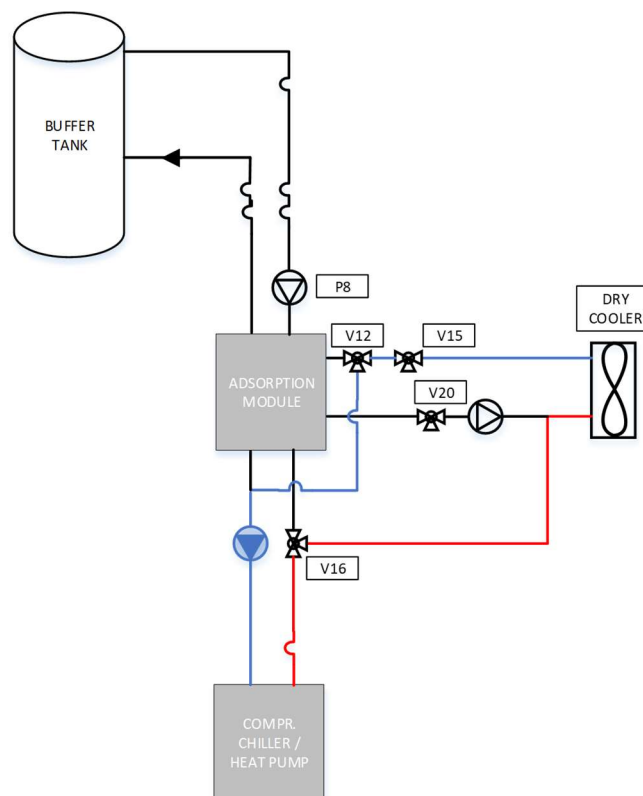 BUFFER
TANK
P8
DRY
COOLER
V12
V15
ADSORPTION
MODULE
V20
V16
COMPR.
CHILLER /
HEAT PUMP